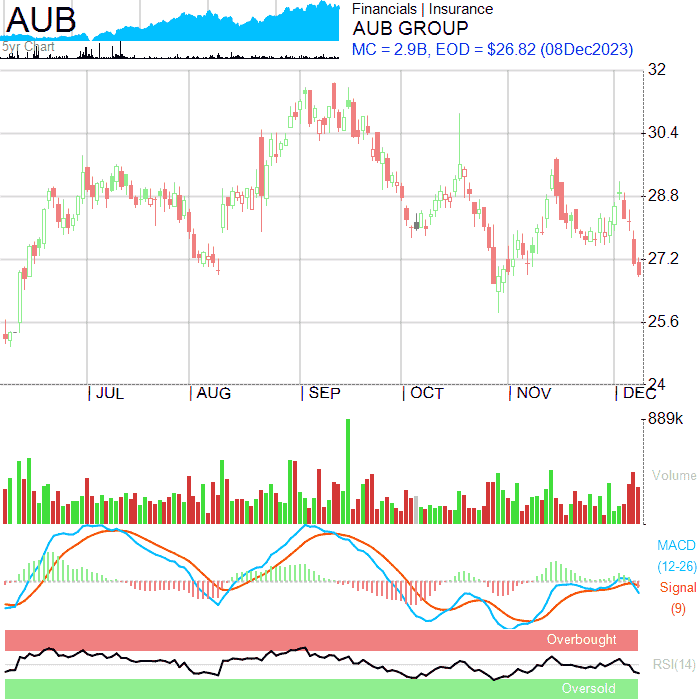 AUB
5yr Chart
Financials | Insurance
AUB GROUP
MC = 2.9B, EOD = $26.82 (08Dec2023)
32
30.4
28.8
27.2
25.6
24
JUL AUG SEP OCT NOV DEC
889k
Volume
MACD
(12-26)
Signal
(9)
Overbought
RSI(14)
Oversold